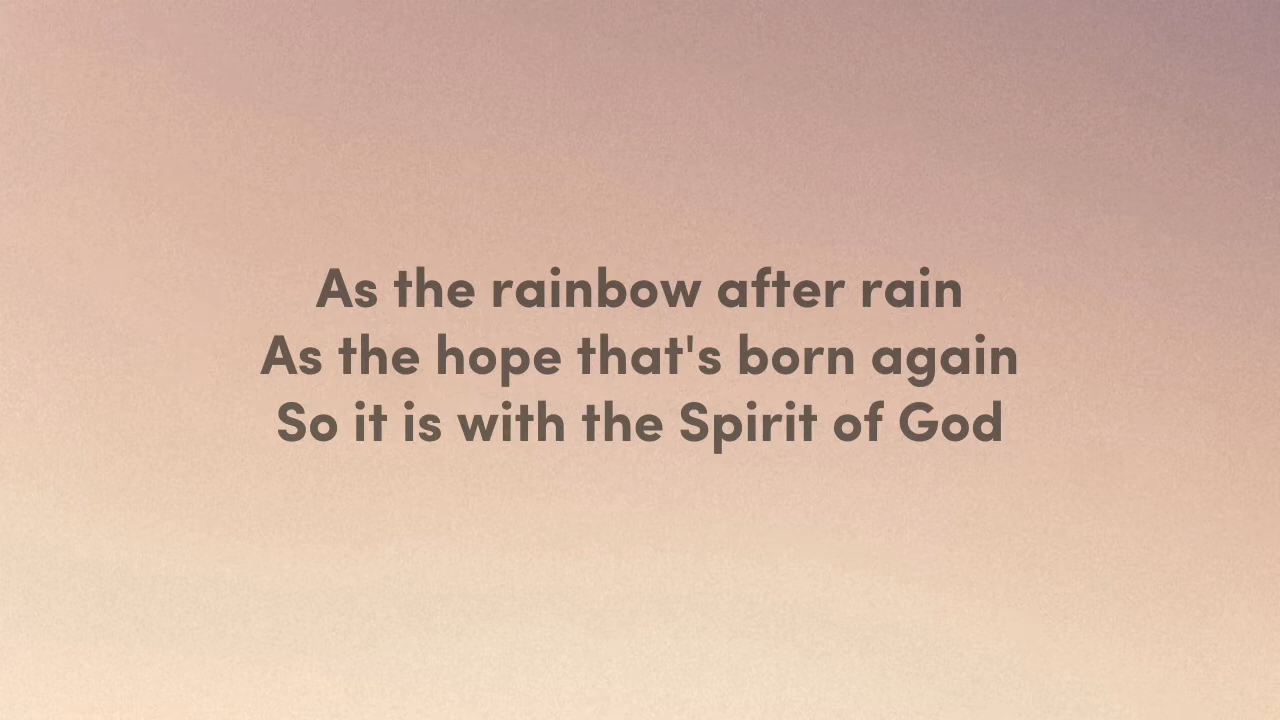 As the rainbow after rain
As the hope that's born again
So it is with the Spirit of God